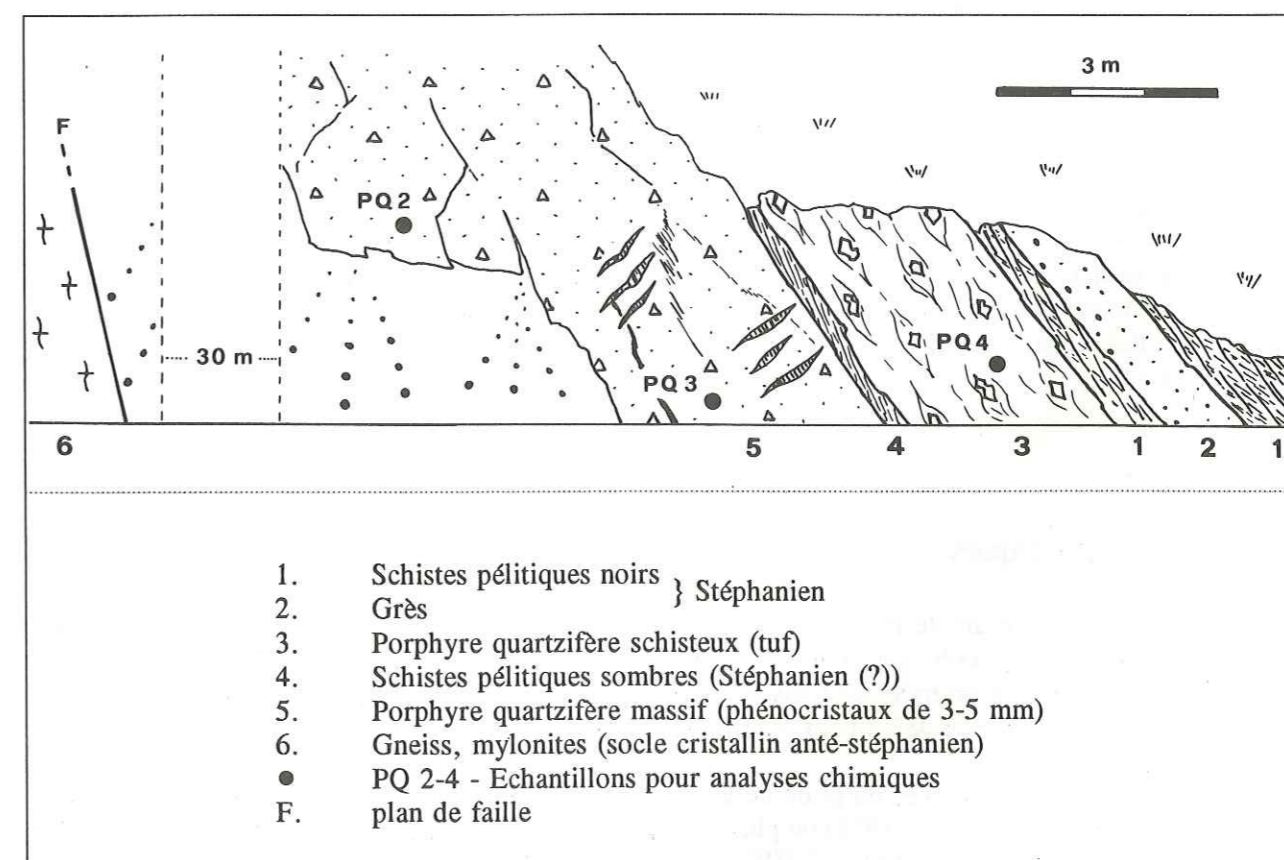 3 m
F
PQ 2
30 m
PQ 3
PQ 4
6 5 4 3 1 2 1
1. Schistes pélitiques noirs
} Stéphanien
2. Grès
3. Porphyre quartzifère schisteux (tuf)
4. Schistes pélitiques sombres (Stéphanien (?))
5. Porphyre quartzifère massif (phénocristaux de 3-5 mm)
6. Gneiss, mylonites (socle cristallin anté-stéphanien)
● PQ 2-4 - Echantillons pour analyses chimiques
F. plan de faille